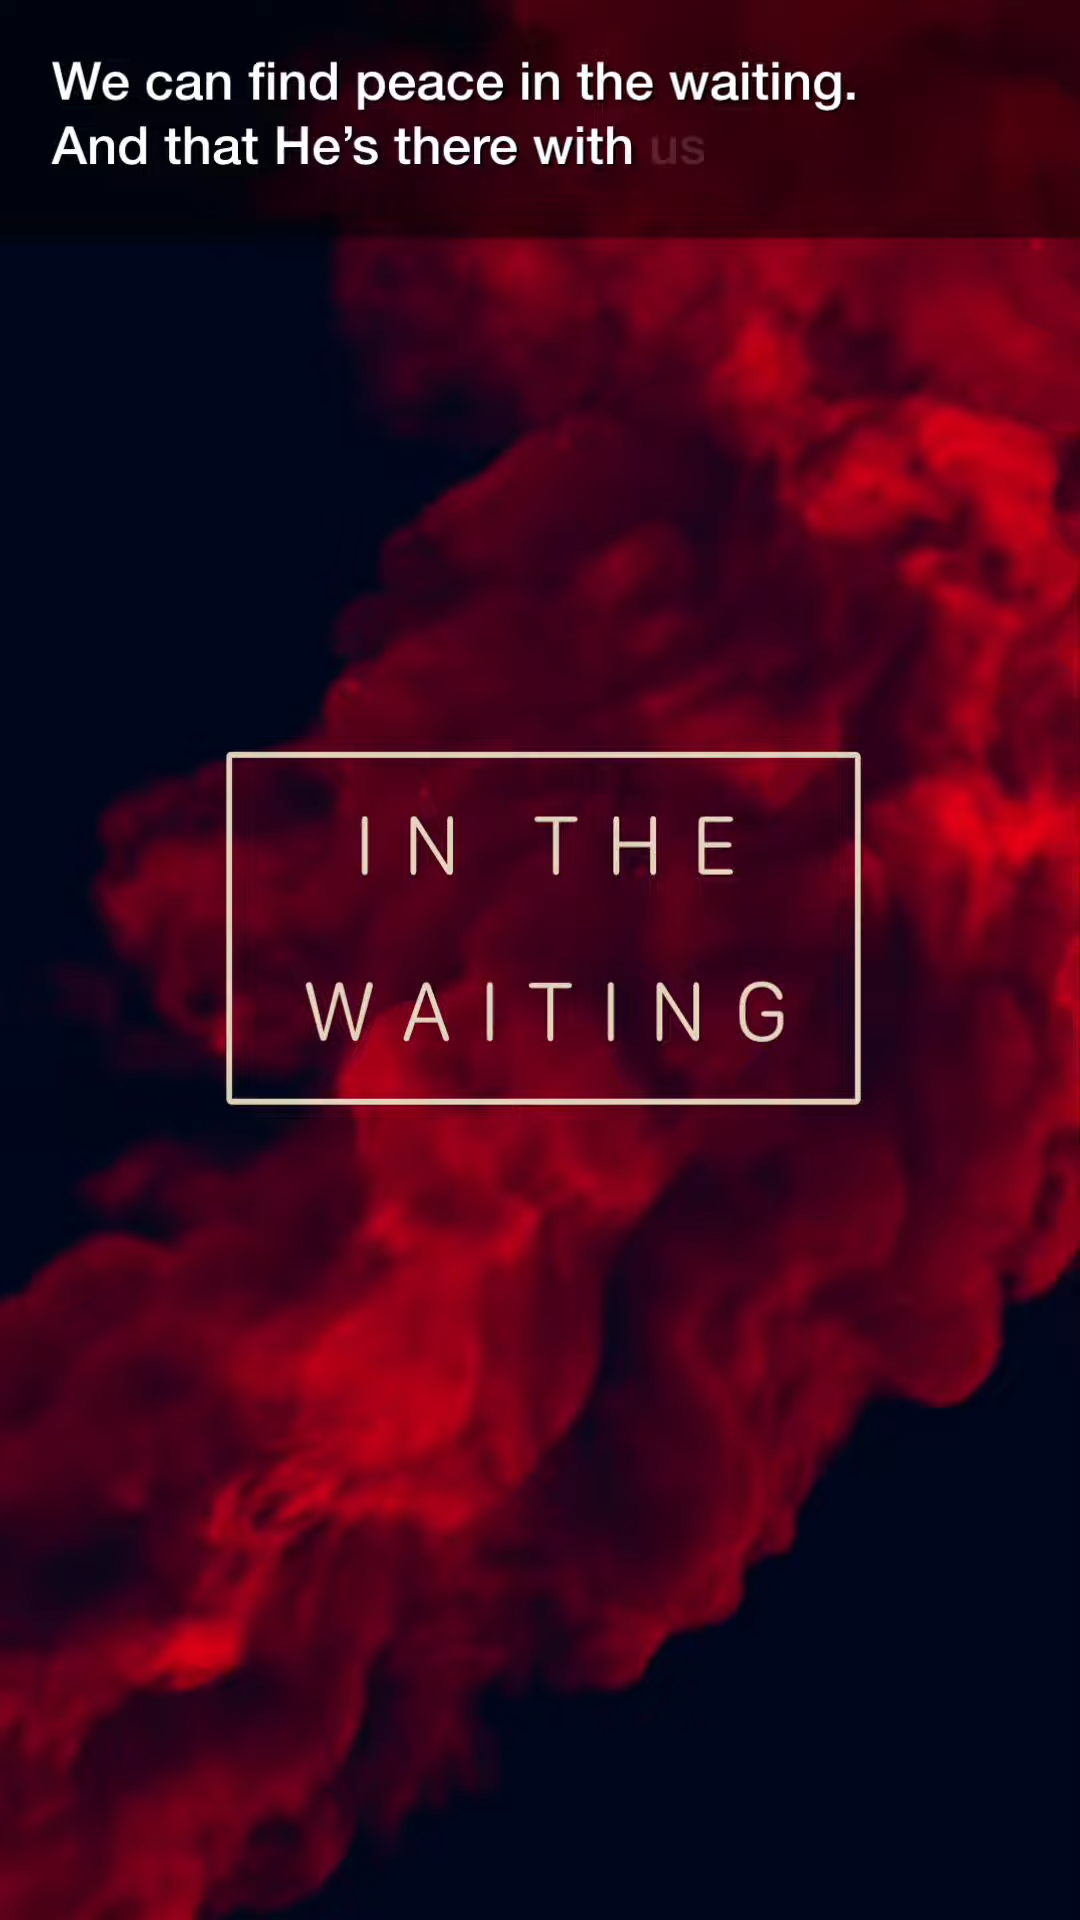 We can find peace in the waiting.
And that He’s there with us
IN THE
WAITING